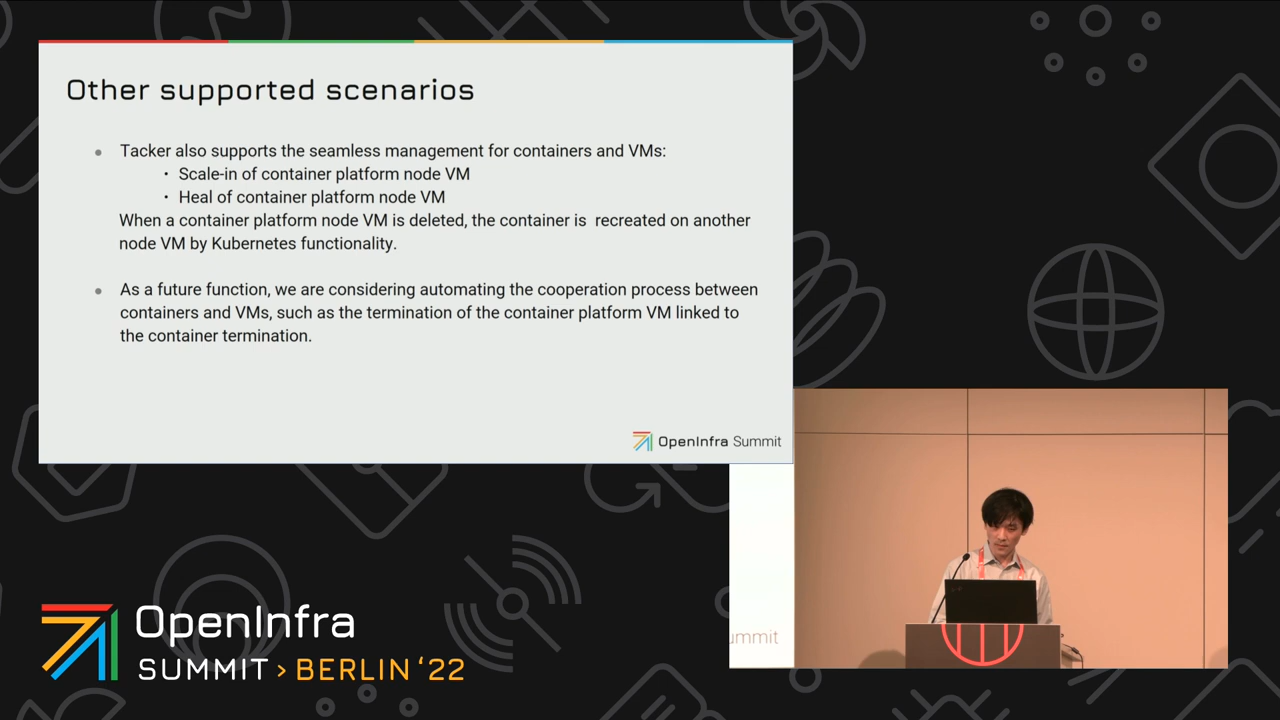 Other supported scenarios
• Tacker also supports the seamless management for containers and VMs:
• Scale-in of container platform node VM
• Heal of container platform node VM
When a container platform node VM is deleted, the container is recreated on another
node VM by Kubernetes functionality.
• As a future function, we are considering automating the cooperation process between
containers and VMs, such as the termination of the container platform VM linked to
the container termination.
OpenInfra Summit
ummit
OpenInfra
SUMMIT > BERLIN ‘22